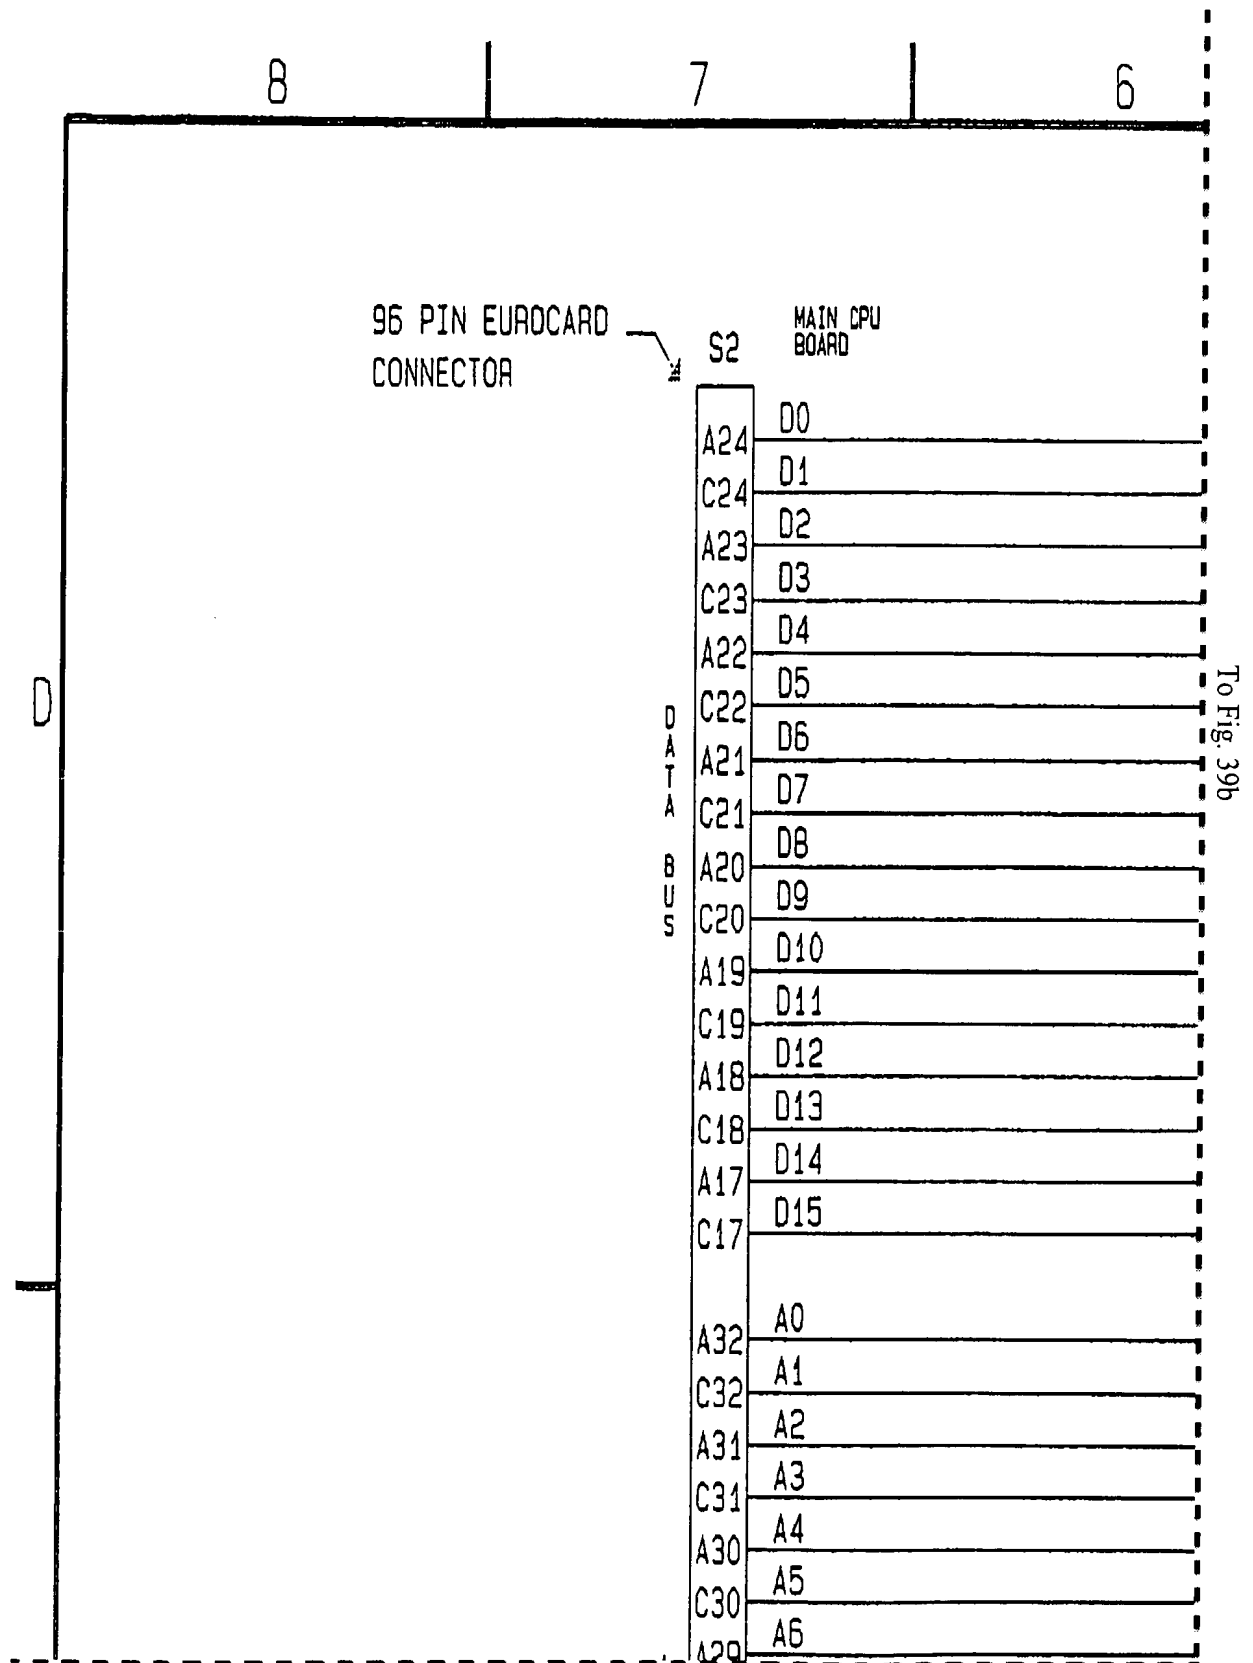 8 7 6
96 PIN EUROCARD
CONNECTOR
S2
MAIN CPU
BOARD
A24 D0
C24 D1
A23 D2
C23 D3
A22 D4
C22 D5
A21 D6
C21 D7
A20 D8
C20 D9
A19 D10
C19 D11
A18 D12
C18 D13
A17 D14
C17 D15
A32 A0
C32 A1
A31 A2
C31 A3
A30 A4
C30 A5
A29 A6
DATA BUS
D
To Fig. 39b